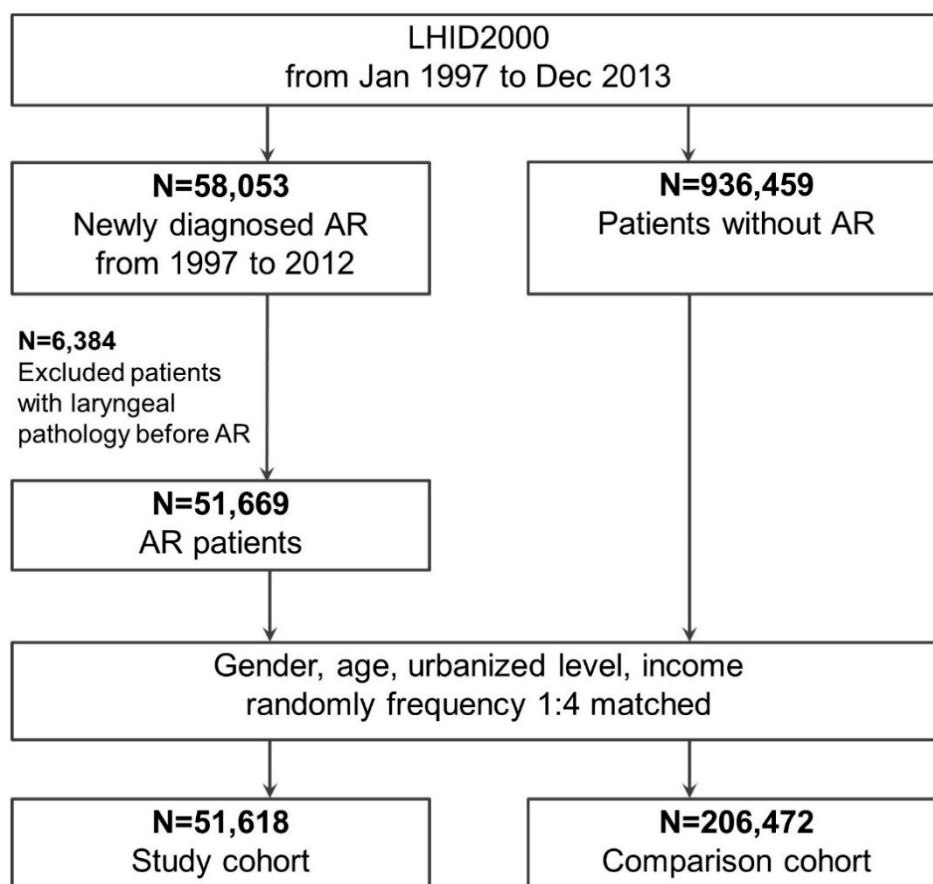 LHID2000
from Jan 1997 to Dec 2013
N=58,053
Newly diagnosed AR
from 1997 to 2012
N=936,459
Patients without AR
N=6,384
Excluded patients
with laryngeal
pathology before AR
N=51,669
AR patients
Gender, age, urbanized level, income
randomly frequency 1:4 matched
N=51,618
Study cohort
N=206,472
Comparison cohort